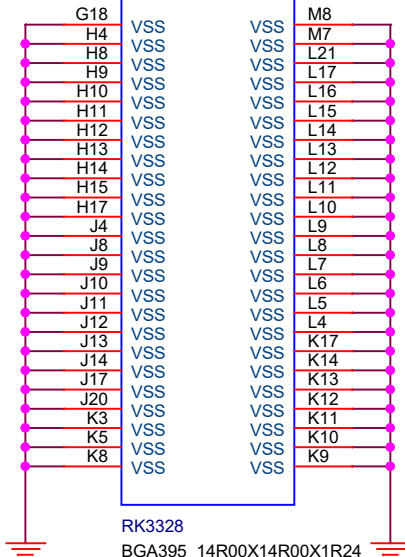 G18 VSS VSS M8
H4 VSS VSS M7
H8 VSS VSS L21
H9 VSS VSS L17
H10 VSS VSS L16
H11 VSS VSS L15
H12 VSS VSS L14
H13 VSS VSS L13
H14 VSS VSS L12
H15 VSS VSS L11
H17 VSS VSS L10
J4 VSS VSS L9
J8 VSS VSS L8
J9 VSS VSS L7
J10 VSS VSS L6
J11 VSS VSS L5
J12 VSS VSS L4
J13 VSS VSS K17
J14 VSS VSS K14
J17 VSS VSS K13
J20 VSS VSS K12
K3 VSS VSS K11
K5 VSS VSS K10
K8 VSS VSS K9
RK3328
BGA395_14R00X14R00X1R24